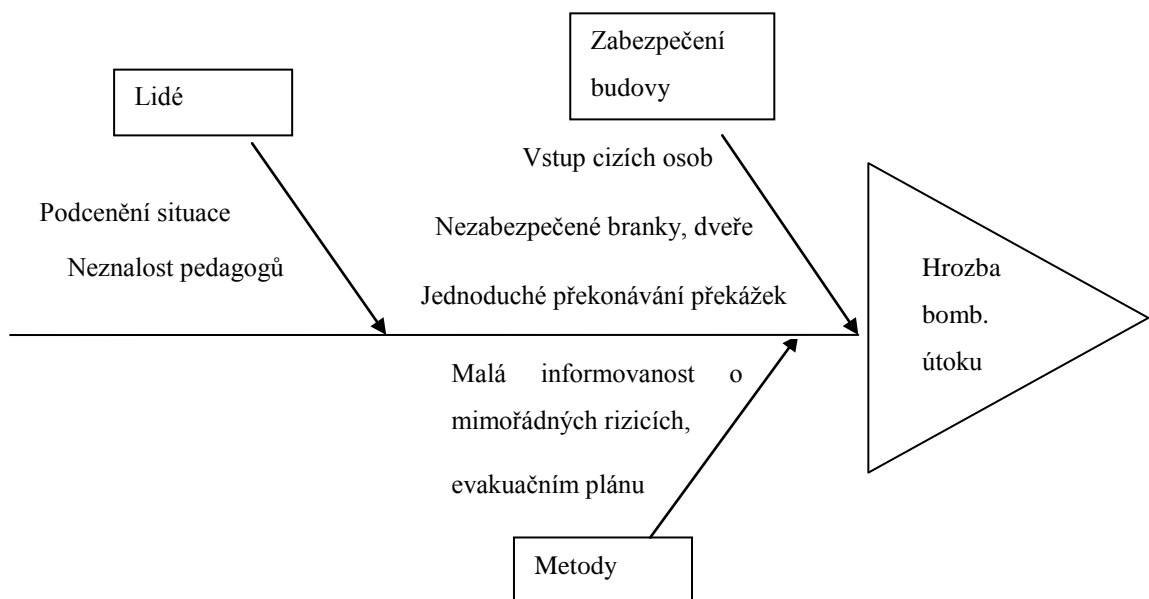 Zabezpečení
budovy
Lidé
Vstup cizích osob
Podcenění situace
Nezabezpečené branky, dveře
Neznalost pedagogů
Jednoduché překonávání překážek
Hrozba
bomb.
útoku
Malá informovanost o
mimořádných rizicích,
evakuačním plánu
Metody